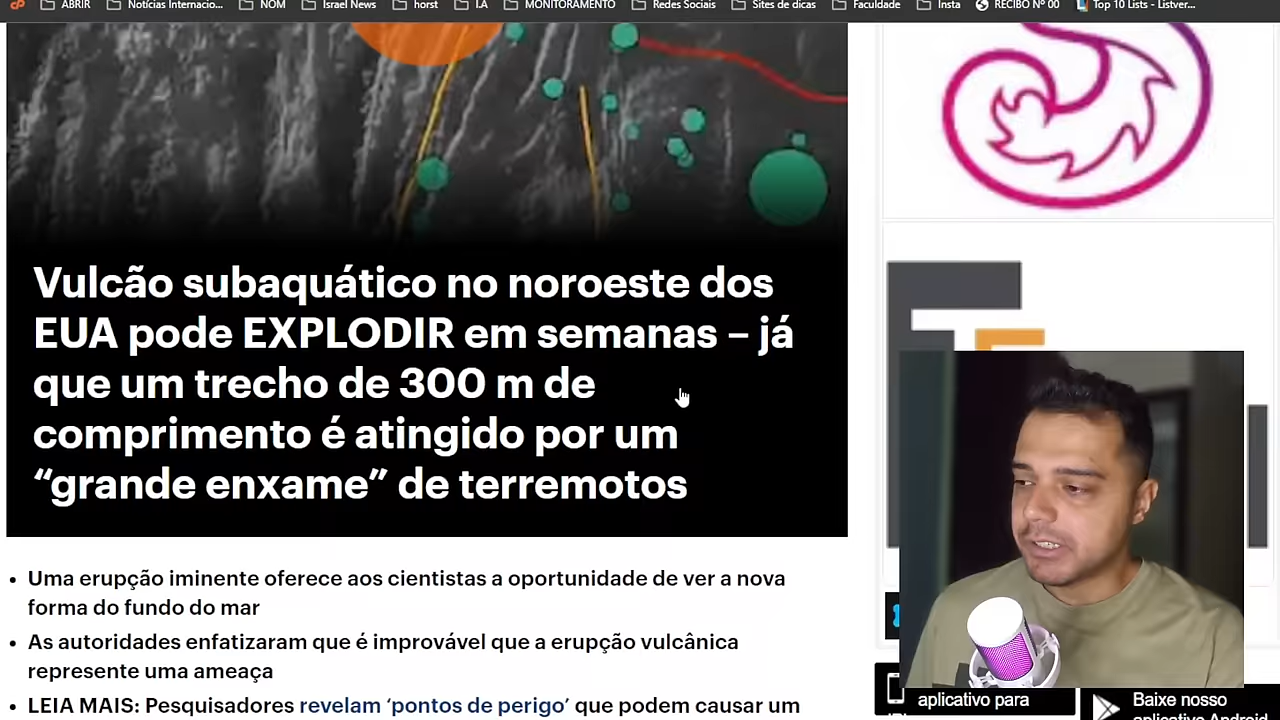 ABRIR
Notícias Internacio...
NOM
Israel News
horst
I.A
MONITORAMENTO
Redes Sociais
Sites de dicas
Faculdade
Insta
RECIBO Nº 00
Top 10 Lists - Listver...
Vulcão subaquático no noroeste dos
EUA pode EXPLODIR em semanas – já
que um trecho de 300 m de
comprimento é atingido por um
“grande enxame” de terremotos
• Uma erupção iminente oferece aos cientistas a oportunidade de ver a nova
forma do fundo do mar
• As autoridades enfatizaram que é improvável que a erupção vulcânica
represente uma ameaça
• LEIA MAIS: Pesquisadores revelam ‘pontos de perigo’ que podem causar um
aplicativo para
Baixe nosso
aplicativo Android